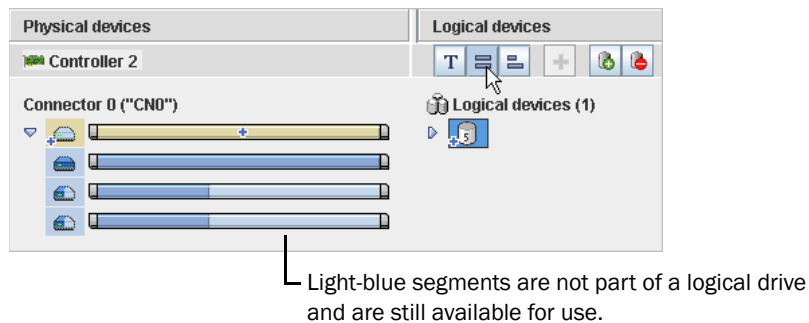 Physical devices
Logical devices
Controller 2
T
Connector 0 ("CN0")
Logical devices (1)
5
Light-blue segments are not part of a logical drive
and are still available for use.